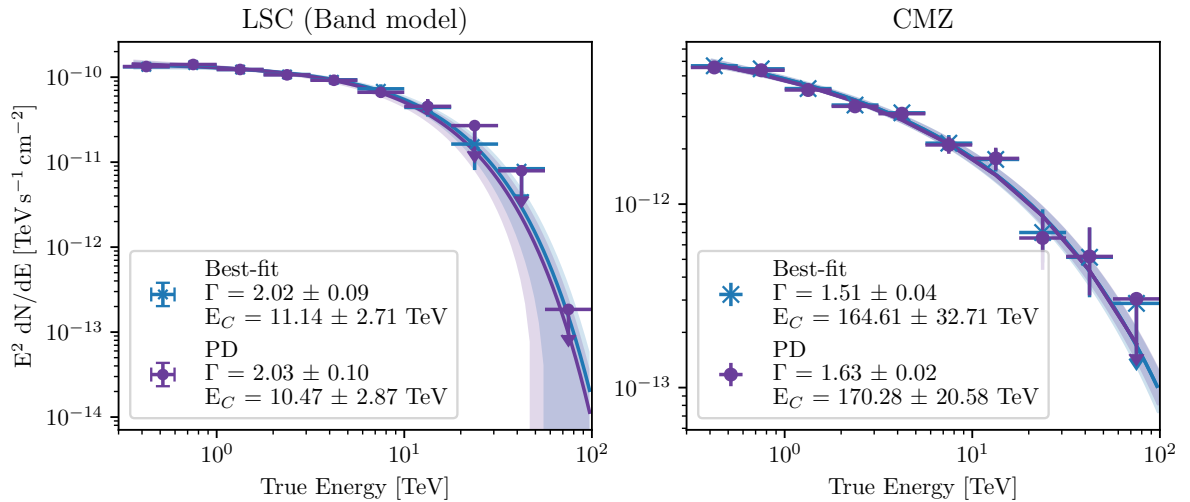 LSC (Band model)
E² dN/dE [TeV s⁻¹ cm⁻²]
10⁻¹⁰
10⁻¹¹
10⁻¹²
10⁻¹³
10⁻¹⁴
Best-fit
Γ = 2.02 ± 0.09
E_C = 11.14 ± 2.71 TeV
PD
Γ = 2.03 ± 0.10
E_C = 10.47 ± 2.87 TeV
10⁰
10¹
10²
True Energy [TeV]
CMZ
10⁻¹²
10⁻¹³
Best-fit
Γ = 1.51 ± 0.04
E_C = 164.61 ± 32.71 TeV
PD
Γ = 1.63 ± 0.02
E_C = 170.28 ± 20.58 TeV
10⁰
10¹
10²
True Energy [TeV]